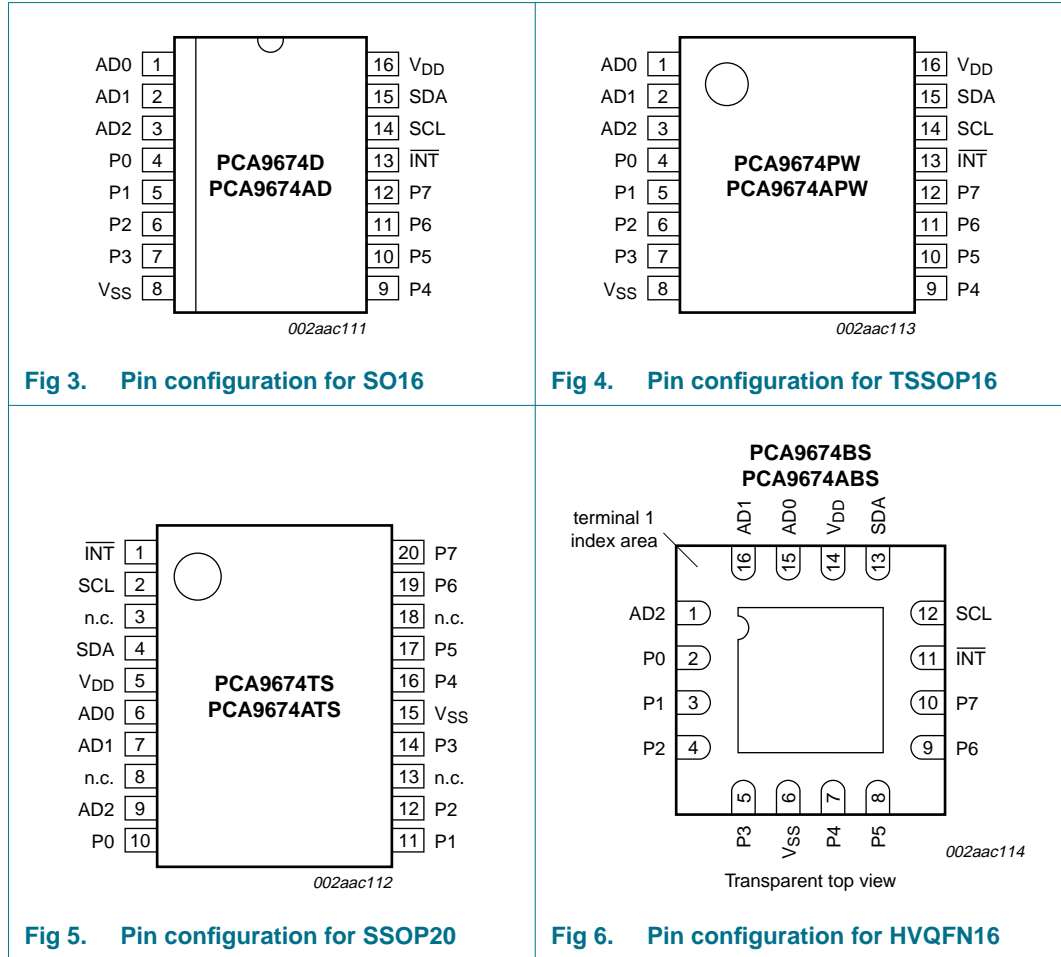 AD0 1 16 VDD
AD1 2 15 SDA
AD2 3 14 SCL
P0 4 13 INT
P1 5 12 P7
P2 6 11 P6
P3 7 10 P5
VSS 8 9 P4
PCA9674D
PCA9674AD
002aac111
Fig 3. Pin configuration for SO16
AD0 1 16 VDD
AD1 2 15 SDA
AD2 3 14 SCL
P0 4 13 INT
P1 5 12 P7
P2 6 11 P6
P3 7 10 P5
VSS 8 9 P4
PCA9674PW
PCA9674APW
002aac113
Fig 4. Pin configuration for TSSOP16
INT 1 20 P7
SCL 2 19 P6
n.c. 3 18 n.c.
SDA 4 17 P5
VDD 5 16 P4
AD0 6 15 VSS
AD1 7 14 P3
n.c. 8 13 n.c.
AD2 9 12 P2
P0 10 11 P1
PCA9674TS
PCA9674ATS
002aac112
Fig 5. Pin configuration for SSOP20
PCA9674BS
PCA9674ABS
terminal 1
index area
AD1 AD0 VDD SDA
16 15 14 13
AD2 1 12 SCL
P0 2 11 INT
P1 3 10 P7
P2 4 9 P6
5 6 7 8
P3 VSS P4 P5
002aac114
Transparent top view
Fig 6. Pin configuration for HVQFN16